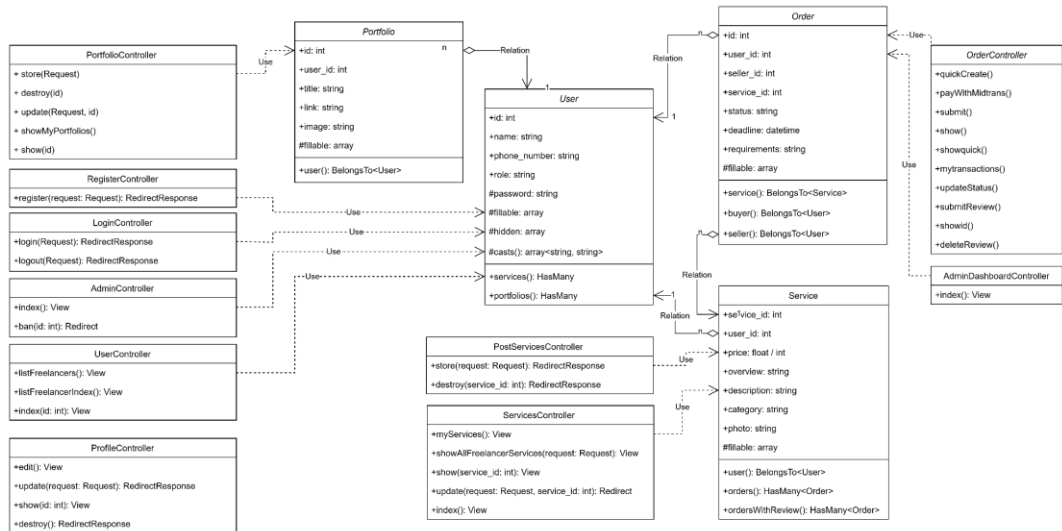 PortfolioController
+ store(Request)
+ destroy(id)
+ update(Request, id)
+ showMyPortfolios()
+ show(id)
RegisterController
+register(request: Request): RedirectResponse
LoginController
+login(Request): RedirectResponse
+logout(Request): RedirectResponse
AdminController
+index(): View
+ban(id: int): Redirect
UserController
+listFreelancers(): View
+listFreelancerIndex(): View
+index(id: int): View
ProfileController
+edit(): View
+update(request: Request): RedirectResponse
+show(id: int): View
+destroy(): RedirectResponse
Use
Use
Use
Use
Use
Portfolio
n
+id: int
+user_id: int
+title: string
+link: string
+image: string
#fillable: array
+user(): BelongsTo<User>
Relation
1
User
+id: int
+name: string
+phone_number: string
+role: string
#password: string
#fillable: array
#hidden: array
#casts(): array<string, string>
+services(): HasMany
+portfolios(): HasMany
PostServicesController
+store(request: Request): RedirectResponse
+destroy(service_id: int): RedirectResponse
ServicesController
+myServices(): View
+showAllFreelancerServices(request: Request): View
+show(service_id: int): View
+update(request: Request, service_id: int): Redirect
+index(): View
n
Relation
1
n
Relation
1
1
Relation
n
Use
Use
Order
+id: int
+user_id: int
+seller_id: int
+service_id: int
+status: string
+deadline: datetime
+requirements: string
#fillable: array
+service(): BelongsTo<Service>
+buyer(): BelongsTo<User>
+seller(): BelongsTo<User>
Service
+service_id: int
+user_id: int
+price: float / int
+overview: string
+description: string
+category: string
+photo: string
#fillable: array
+user(): BelongsTo<User>
+orders(): HasMany<Order>
+ordersWithReview(): HasMany<Order>
Use
Use
OrderController
+quickCreate()
+payWithMidtrans()
+submit()
+show()
+showquick()
+mytransactions()
+updateStatus()
+submitReview()
+showid()
+deleteReview()
AdminDashboardController
+index(): View